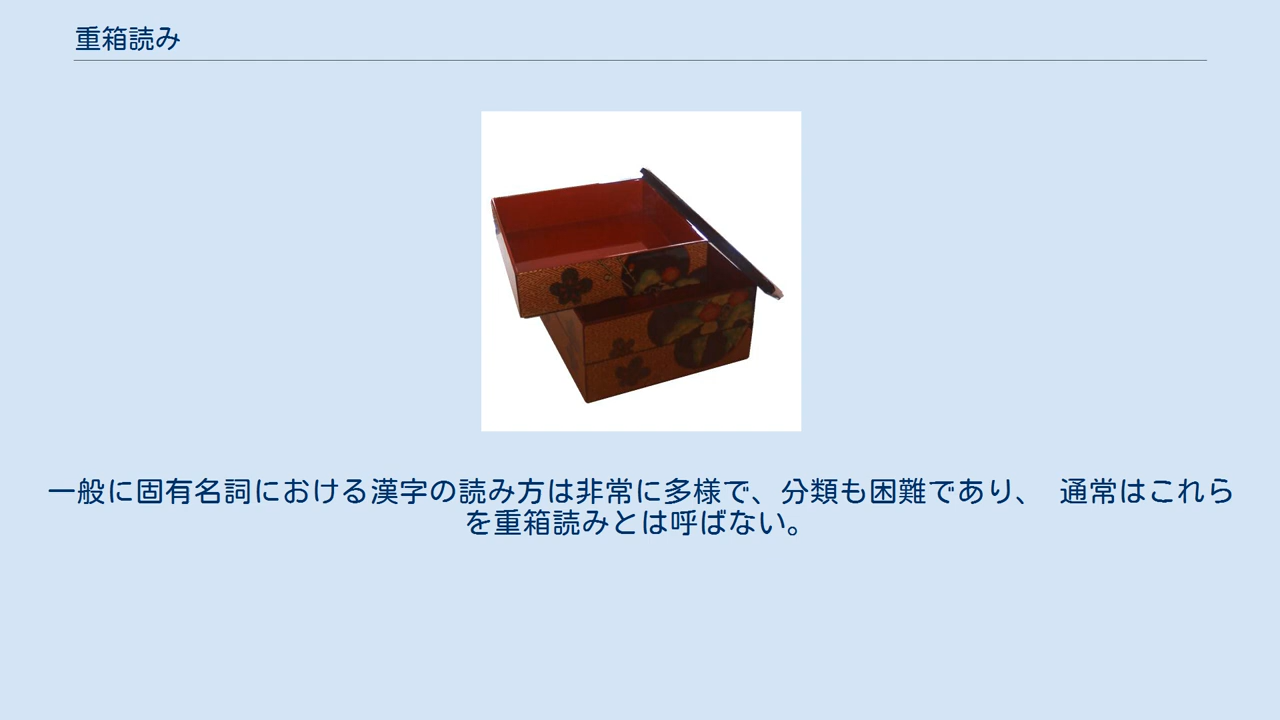 重箱読み
一般に固有名詞における漢字の読み方は非常に多様で、分類も困難であり、 通常はこれら
を重箱読みとは呼ばない。